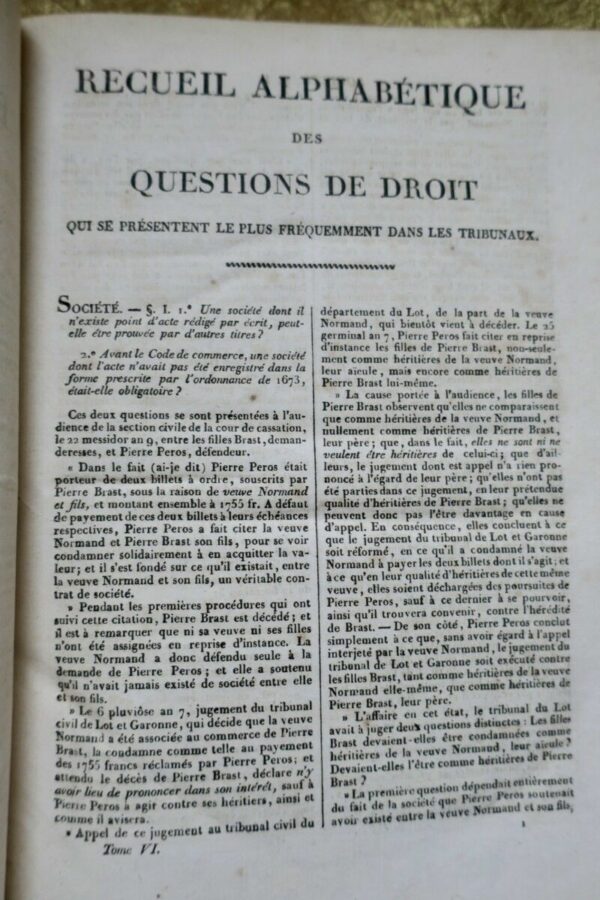 RECUEIL ALPHABÉTIQUE
DES
QUESTIONS DE DROIT
QUI SE PRÉSENTENT LE PLUS FRÉQUEMMENT DANS LES TRIBUNAUX.
SOCIÉTÉ. — §. I. 1.° Une société dont il
n'existe point d'acte rédigé par écrit, peut-
elle être prouvée par d'autres titres ?
2.° Avant le Code de commerce, une société
dont l'acte n'avait pas été enregistré dans la
forme prescrite par l'ordonnance de 1673,
était-elle obligatoire ?
Ces deux questions se sont présentées à l'au-
dience de la section civile de la cour de cassation,
le 22 messidor an 9, entre les filles Brast, deman-
deresses, et Pierre Peros, défendeur.
« Dans le fait (ai-je dit) Pierre Peros était
porteur de deux billets à ordre, souscrits par
Pierre Brast, sous la raison de veuve Normand
et fils, et montant ensemble à 1755 fr. A défaut
de payement de ces deux billets à leurs échéances
respectives, Pierre Peros a fait citer la veuve
Normand et Pierre Brast son fils, pour se voir
condamner solidairement à en acquitter la va-
leur; et il s'est fondé sur ce qu'il existait, entre
la veuve Normand et son fils, un véritable con-
trat de société.
» Pendant les premières procédures qui ont
suivi cette citation, Pierre Brast est décédé; et
il est à remarquer que ni sa veuve ni ses filles
n'ont été assignées en reprise d'instance. La
veuve Normand a donc défendu seule à la
demande de Pierre Peros; et elle a soutenu
qu'il n'avait jamais existé de société entre elle
et son fils.
» Le 6 pluviôse an 7, jugement du tribunal
civil de Lot et Garonne, qui décide que la veuve
Normand a été associée au commerce de Pierre
Brast, la condamne comme telle au payement
des 1755 francs réclamés par Pierre Peros; et
attendu le décès de Pierre Brast, déclare n'y
avoir lieu de prononcer dans son intérêt, sauf à
Pierre Peros à agir contre ses héritiers, ainsi et
comme il avisera.
» Appel de ce jugement au tribunal civil du
Tome VI.
département du Lot, de la part de la veuve
Normand, qui bientôt vient à décéder. Le 25
germinal an 7, Pierre Peros fait citer en reprise
d'instance les filles de Pierre Brast, non-seule-
ment comme héritières de la veuve Normand,
leur aïeule, mais encore comme héritières de
Pierre Brast lui-même.
» La cause portée à l'audience, les filles de
Pierre Brast observent qu'elles ne comparaissent
que comme héritières de la veuve Normand, et
nullement comme héritières de Pierre Brast,
leur père; que, dans le fait, elles ne sont ni ne
veulent être héritières de celui-ci; que d'ail-
leurs, le jugement dont est appel n'a rien pro-
noncé à l'égard de leur père; qu'elles n'ont pas
été parties dans ce jugement, en leur prétendue
qualité d'héritières de Pierre Brast; qu'elles ne
peuvent donc pas l'être davantage en cause
d'appel. En conséquence, elles concluent à ce
que le jugement du tribunal de Lot et Garonne
soit réformé, en ce qu'il a condamné la veuve
Normand à payer les deux billets dont il s'agit; et
à ce qu'en leur qualité d'héritières de cette même
veuve, elles soient déchargées des poursuites de
Pierre Peros, sauf à ce dernier à se pourvoir,
ainsi qu'il trouvera convenir, contre l'hérédité
de Brast. — De son côté, Pierre Peros conclut
simplement à ce que, sans avoir égard à l'appel
interjeté par la veuve Normand, le jugement du
tribunal de Lot et Garonne soit exécuté contre
les filles Brast, tant comme héritières de la veuve
Normand elle-même, que comme héritières de
Pierre Brast, leur père.
» L'affaire en cet état, le tribunal du Lot
avait à juger deux questions distinctes : Les filles
Brast devaient-elles être condamnées comme
héritières de la veuve Normand, leur aïeule ?
Devaient-elles l'être comme héritières de Pierre
Brast ?
» La première question dépendait entièrement
du fait de la société que Pierre Peros soutenait
avoir existé entre la veuve Normand et son fils,
1